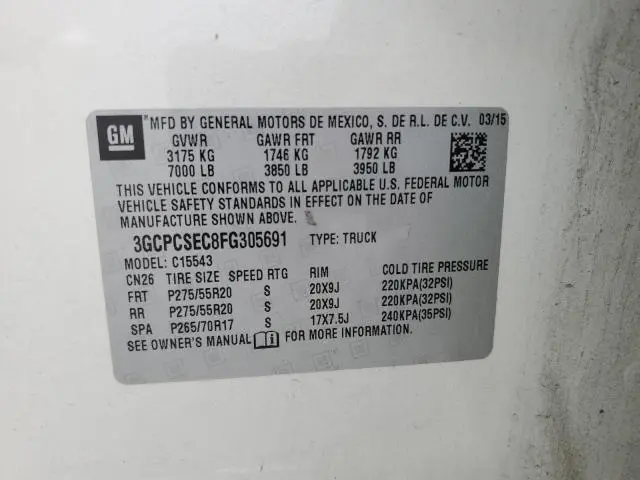 GM
*MFD BY GENERAL MOTORS DE MEXICO, S. DE R.L. DE C.V. 03/15
GVWR GAWR FRT GAWR RR
3175 KG 1746 KG 1792 KG
7000 LB 3850 LB 3950 LB
THIS VEHICLE CONFORMS TO ALL APPLICABLE U.S. FEDERAL MOTOR
VEHICLE SAFETY STANDARDS IN EFFECT ON THE DATE OF
MANUFACTURE SHOWN ABOVE.
3GCPCSEC8FG305691 TYPE: TRUCK
MODEL: C15543
CN26 TIRE SIZE SPEED RTG RIM COLD TIRE PRESSURE
FRT P275/55R20 S 20X9J 220KPA(32PSI)
RR P275/55R20 S 20X9J 220KPA(32PSI)
SPA P265/70R17 S 17X7.5J 240KPA(35PSI)
SEE OWNER'S MANUAL FOR MORE INFORMATION.